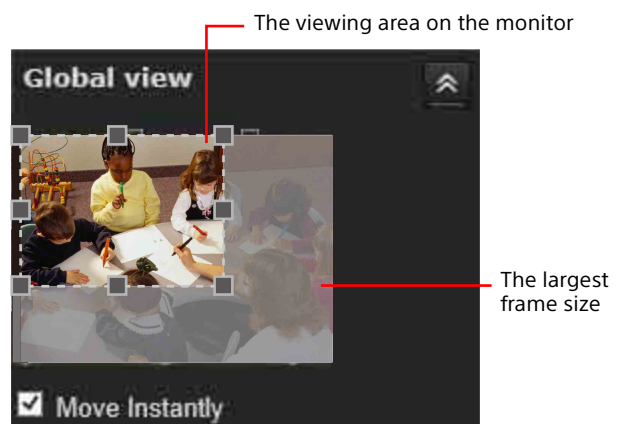 The viewing area on the monitor
Global view
The largest
frame size
Move Instantly